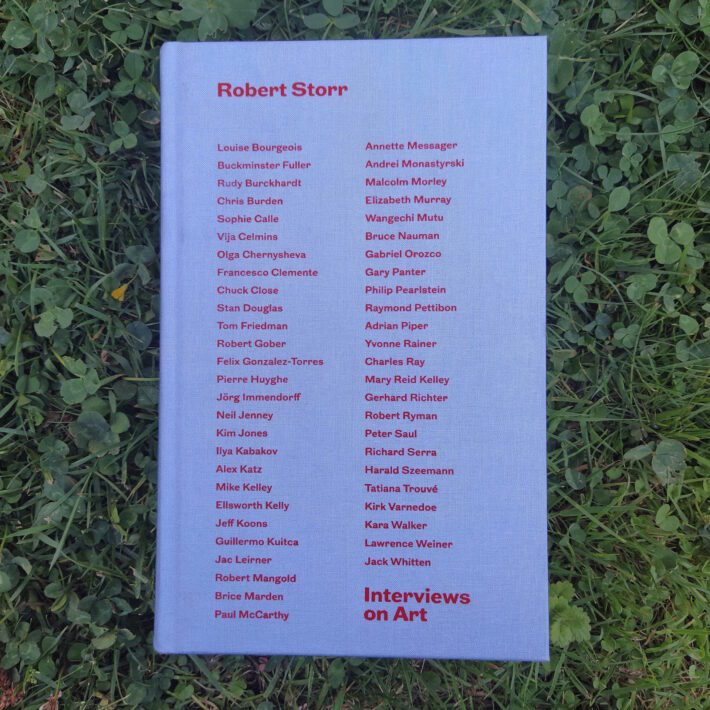 Robert Storr
Louise Bourgeois
Buckminster Fuller
Rudy Burckhardt
Chris Burden
Sophie Calle
Vija Celmins
Olga Chernysheva
Francesco Clemente
Chuck Close
Stan Douglas
Tom Friedman
Robert Gober
Felix Gonzalez-Torres
Pierre Huyghe
Jörg Immendorff
Neil Jenney
Kim Jones
Ilya Kabakov
Alex Katz
Mike Kelley
Ellsworth Kelly
Jeff Koons
Guillermo Kuitca
Jac Leirner
Robert Mangold
Brice Marden
Paul McCarthy
Annette Messager
Andrei Monastyrski
Malcolm Morley
Elizabeth Murray
Wangechi Mutu
Bruce Nauman
Gabriel Orozco
Gary Panter
Philip Pearlstein
Raymond Pettibon
Adrian Piper
Yvonne Rainer
Charles Ray
Mary Reid Kelley
Gerhard Richter
Robert Ryman
Peter Saul
Richard Serra
Harald Szeemann
Tatiana Trouvé
Kirk Varnedoe
Kara Walker
Lawrence Weiner
Jack Whitten
Interviews
on Art